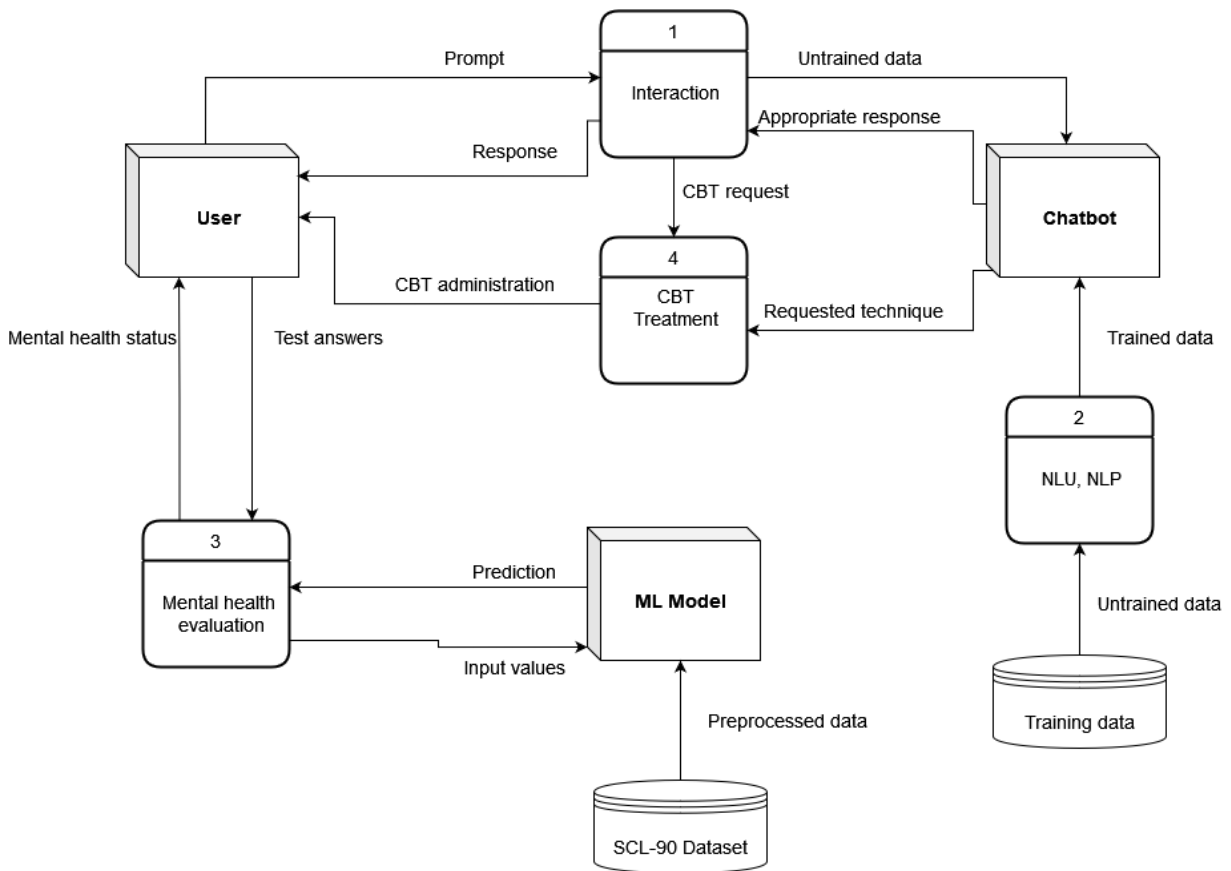 1
Prompt
Untrained data
Interaction
Appropriate response
Response
CBT request
User
Chatbot
4
CBT administration
CBT
Treatment
Requested technique
Mental health status
Test answers
Trained data
2
NLU, NLP
3
Prediction
Mental health
evaluation
ML Model
Untrained data
Input values
Preprocessed data
Training data
SCL-90 Dataset